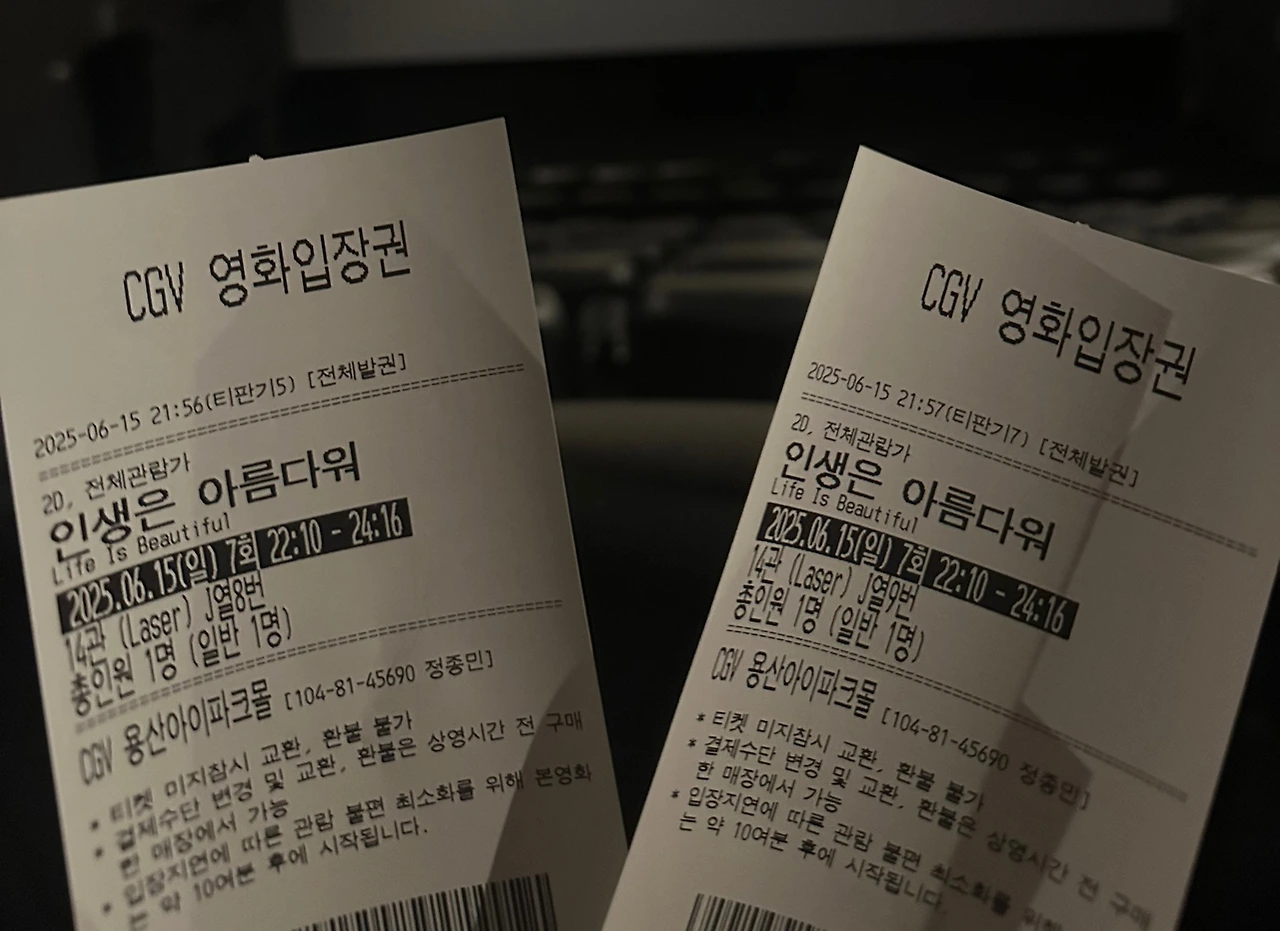 CGV 영화입장권
2025-06-15 21:56(티판기5) [전체발권]
2D, 전체관람가
인생은 아름다워
Life Is Beautiful
2025.06.15(일) 7회 22:10 - 24:16
14관 (Laser) J열8번
총인원 1명 (일반 1명)
CGV 용산아이파크몰 [104-81-45690 정종민]
* 티켓 미지참시 교환, 환불 불가
* 결제수단 변경 및 교환, 환불은 상영시간 전 구매
한 매장에서 가능
* 입장지연에 따른 관람 불편 최소화를 위해 본영화
는 약 10여분 후에 시작됩니다.
CGV 영화입장권
2025-06-15 21:57(티판기7) [전체발권]
2D, 전체관람가
인생은 아름다워
Life Is Beautiful
2025.06.15(일) 7회 22:10 - 24:16
14관 (Laser) J열9번
총인원 1명 (일반 1명)
CGV 용산아이파크몰 [104-81-45690 정종민]
* 티켓 미지참시 교환, 환불 불가
* 결제수단 변경 및 교환, 환불은 상영시간 전 구매
한 매장에서 가능
* 입장지연에 따른 관람 불편 최소화를
는 약 10여분 후에 시작됩니다.